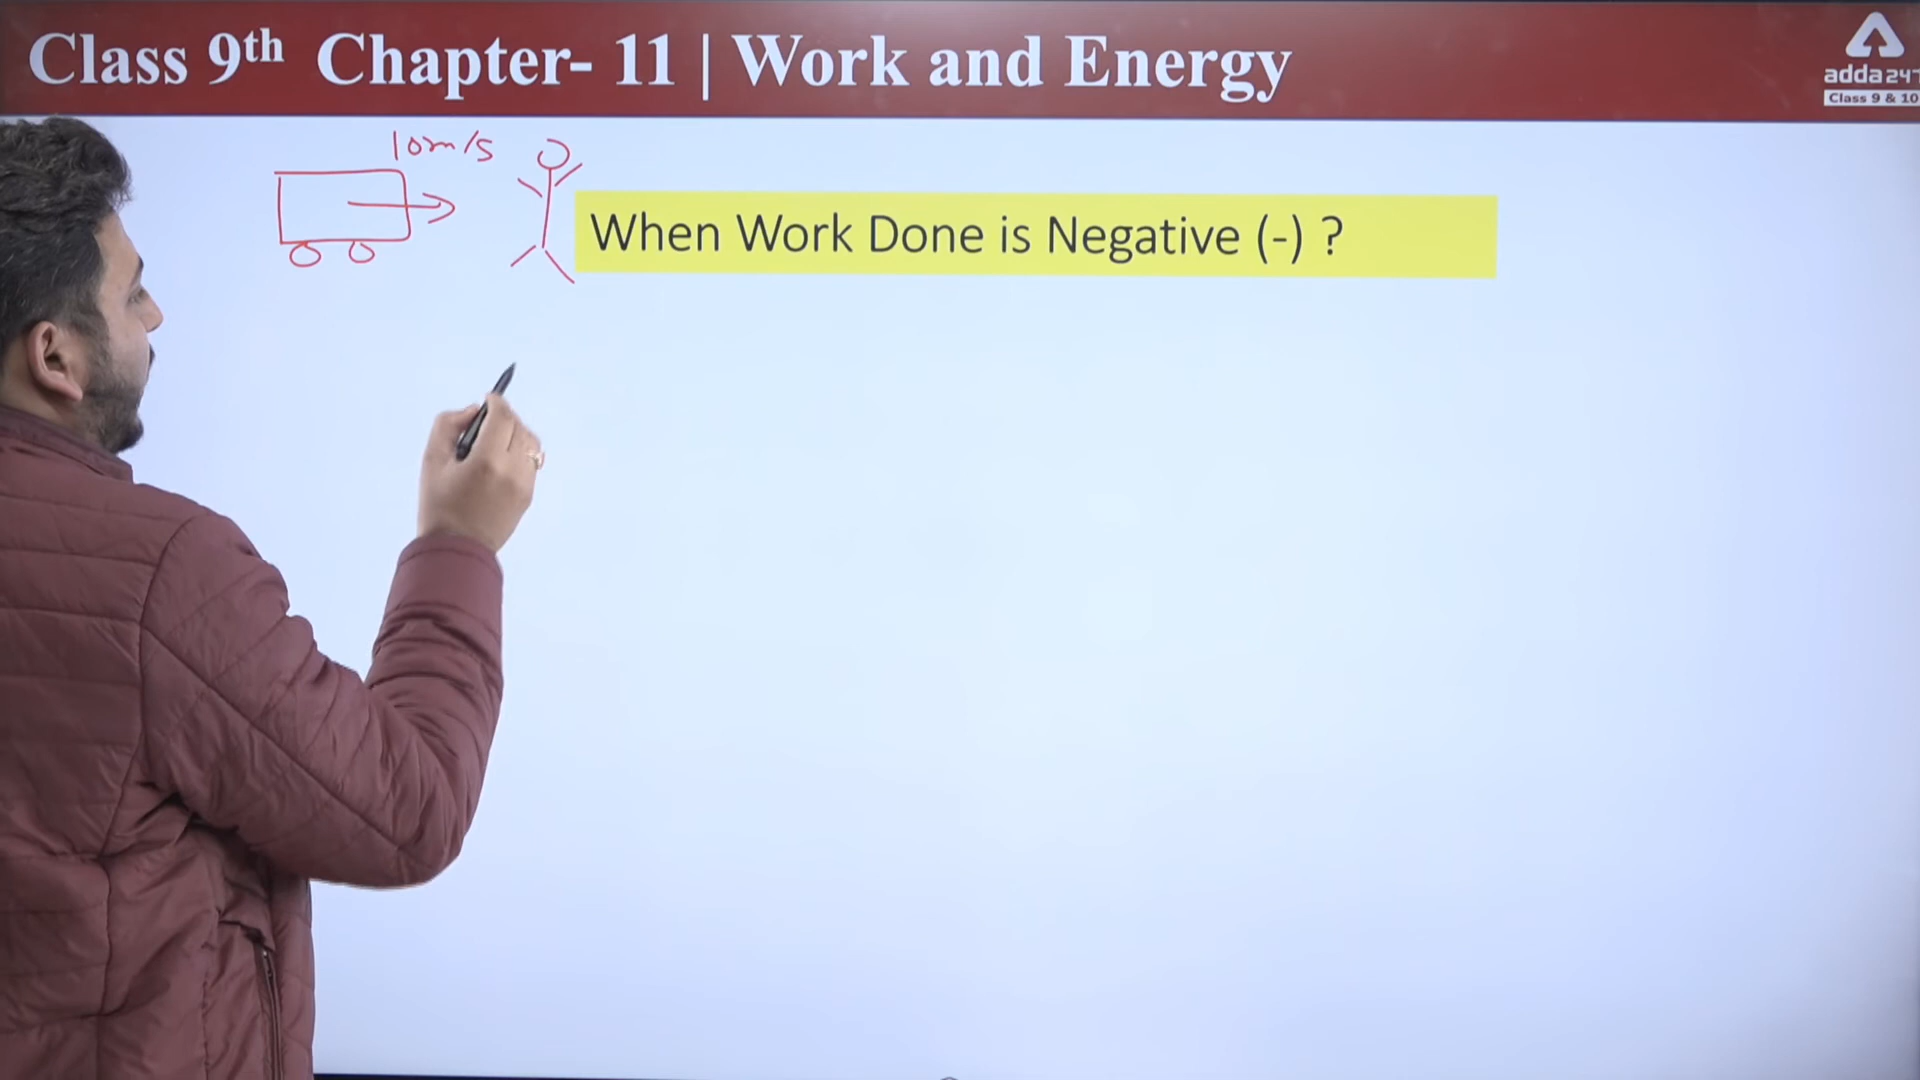 Class 9th Chapter- 11 | Work and Energy
adda247
Class 9 & 10
10m/s
When Work Done is Negative (-) ?